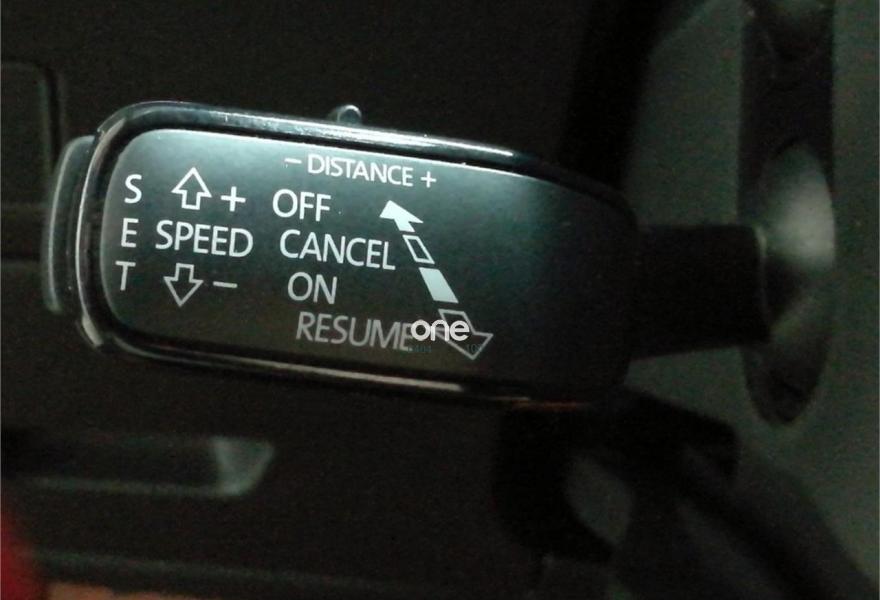 − DISTANCE +
S + OFF
E SPEED CANCEL
T − ON
RESUME
one